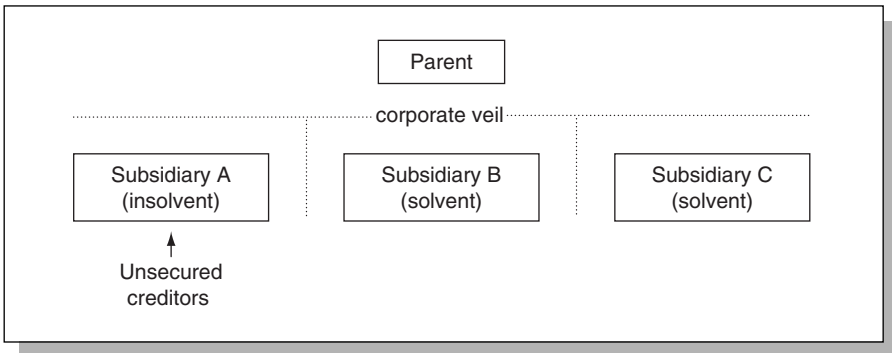 Parent
corporate veil
Subsidiary A
(insolvent)
Subsidiary B
(solvent)
Subsidiary C
(solvent)
Unsecured
creditors